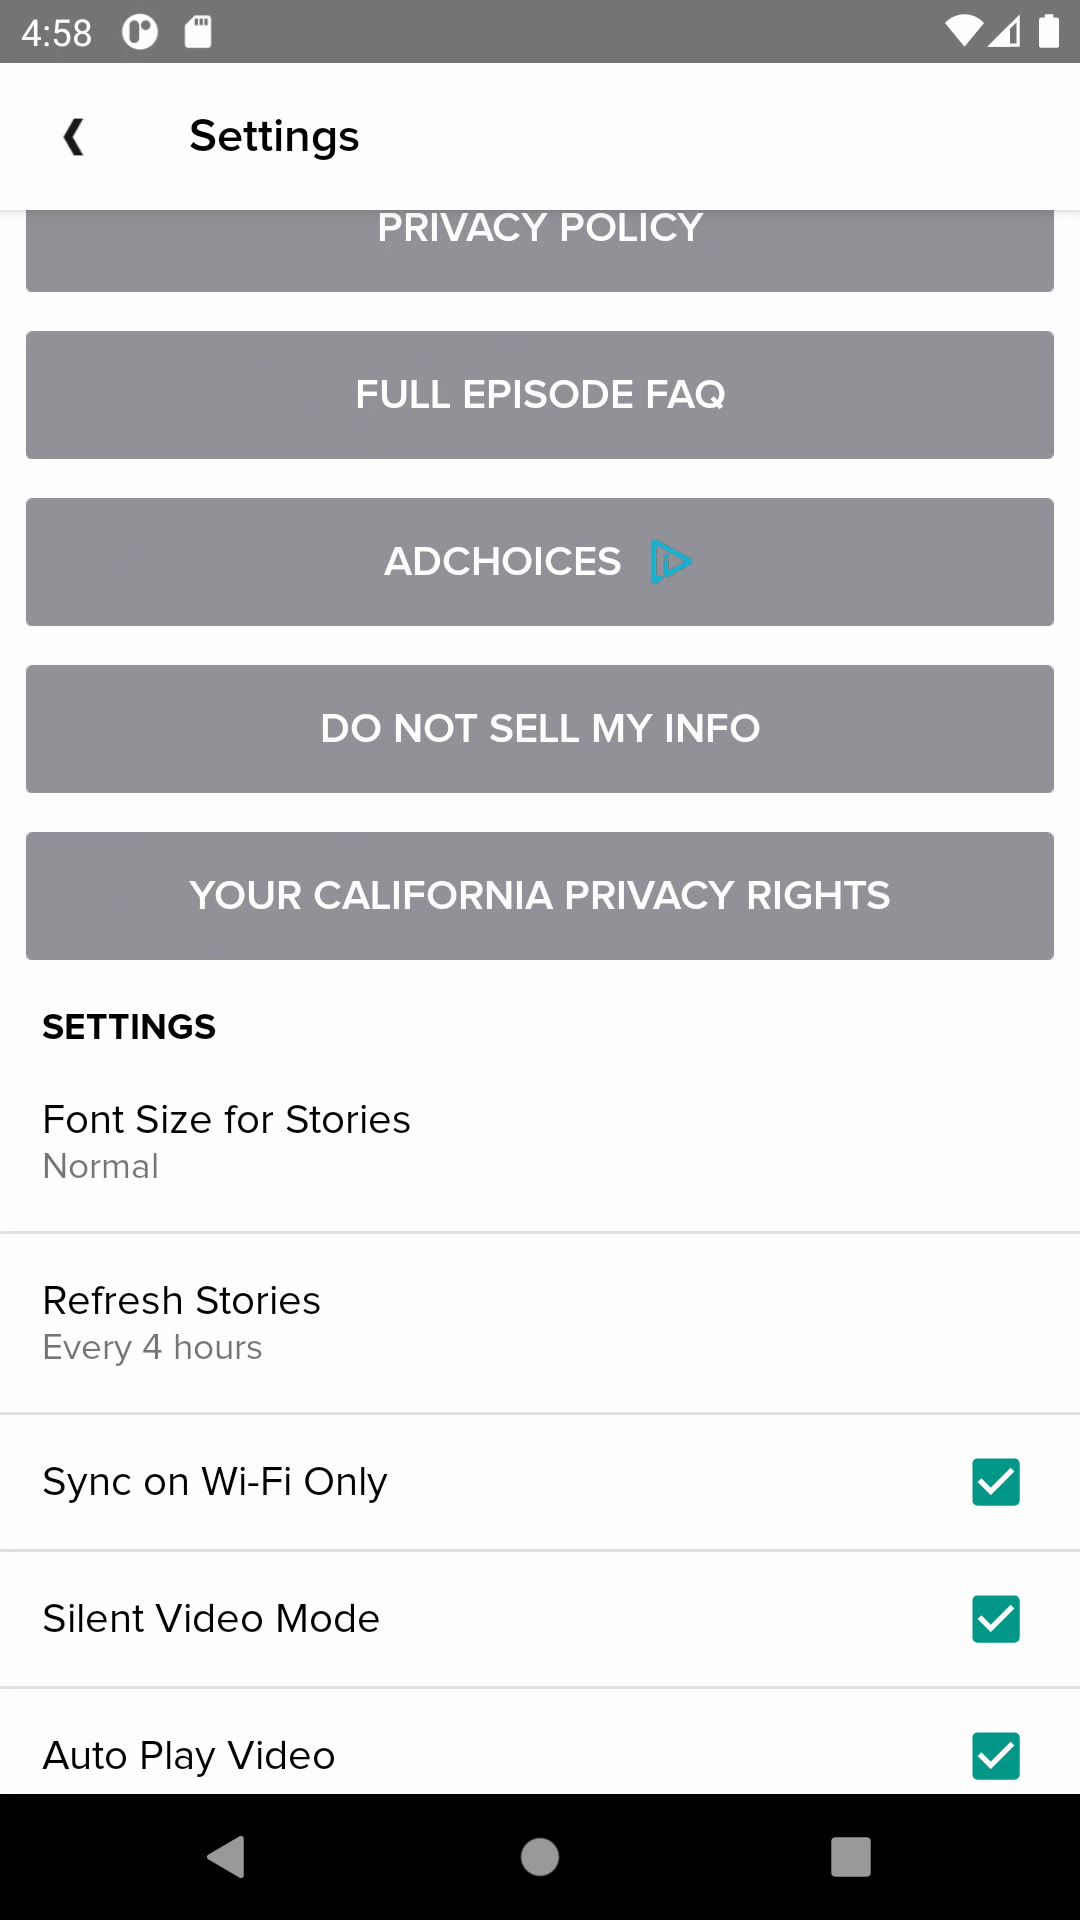 4:58
Settings
PRIVACY POLICY
FULL EPISODE FAQ
ADCHOICES
DO NOT SELL MY INFO
YOUR CALIFORNIA PRIVACY RIGHTS
SETTINGS
Font Size for Stories
Normal
Refresh Stories
Every 4 hours
Sync on Wi-Fi Only
Silent Video Mode
Auto Play Video